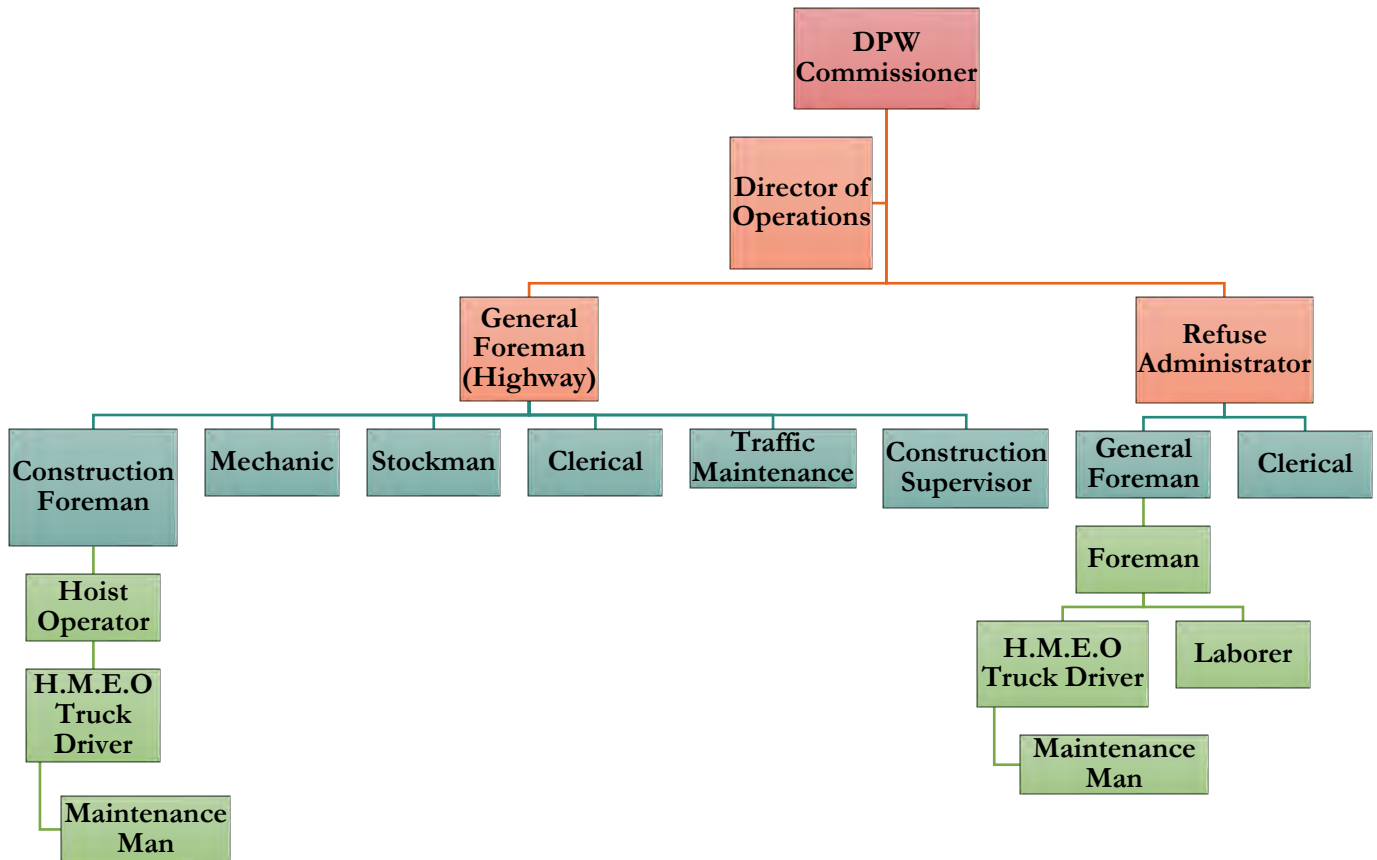 DPW
Commissioner
Director of
Operations
General
Foreman
(Highway)
Refuse
Administrator
Construction
Foreman
Mechanic
Stockman
Clerical
Traffic
Maintenance
Construction
Supervisor
General
Foreman
Clerical
Hoist
Operator
H.M.E.O
Truck
Driver
Maintenance
Man
Foreman
H.M.E.O
Truck Driver
Laborer
Maintenance
Man